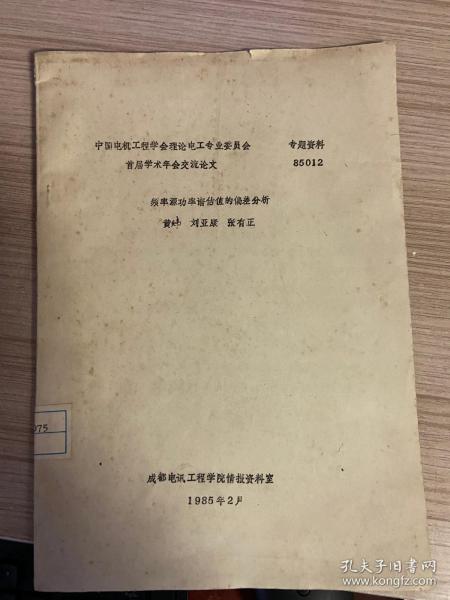 中国电机工程学会理论电工专业委员会 专题资料
首届学术年会交流论文 85012
频率源功率谱估值的偏差分析
黄 刘亚康 张有正
075
成都电讯工程学院情报资料室
1985年2月
孔夫子旧书网
www.kongfz.com